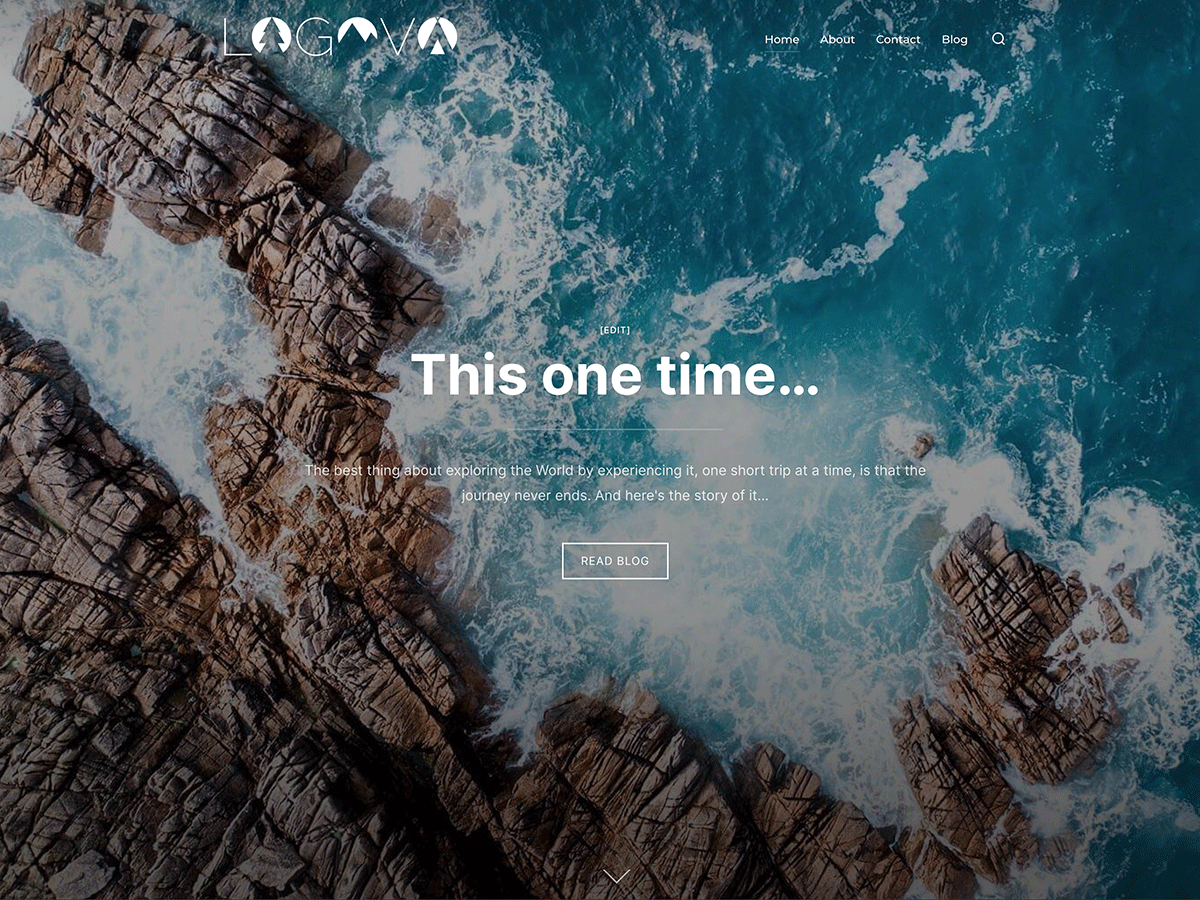 LOGOVO
Home About Contact Blog
[EDIT]
This one time...
The best thing about exploring the World by experiencing it, one short trip at a time, is that the
journey never ends. And here's the story of it...
READ BLOG